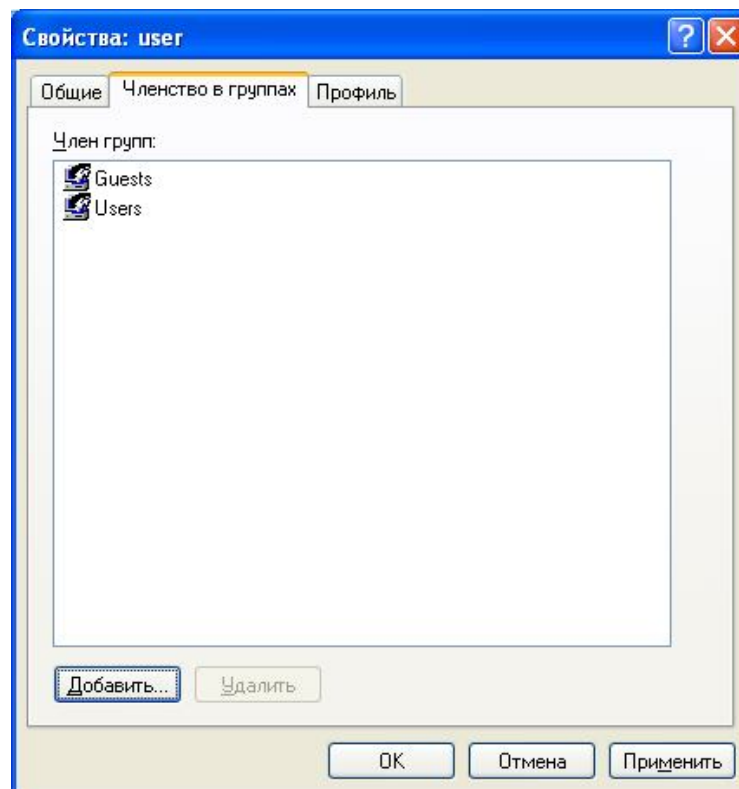 Свойства: user
Общие Членство в группах Профиль
Член групп:
Guests
Users
Добавить... Удалить
OK Отмена Применить